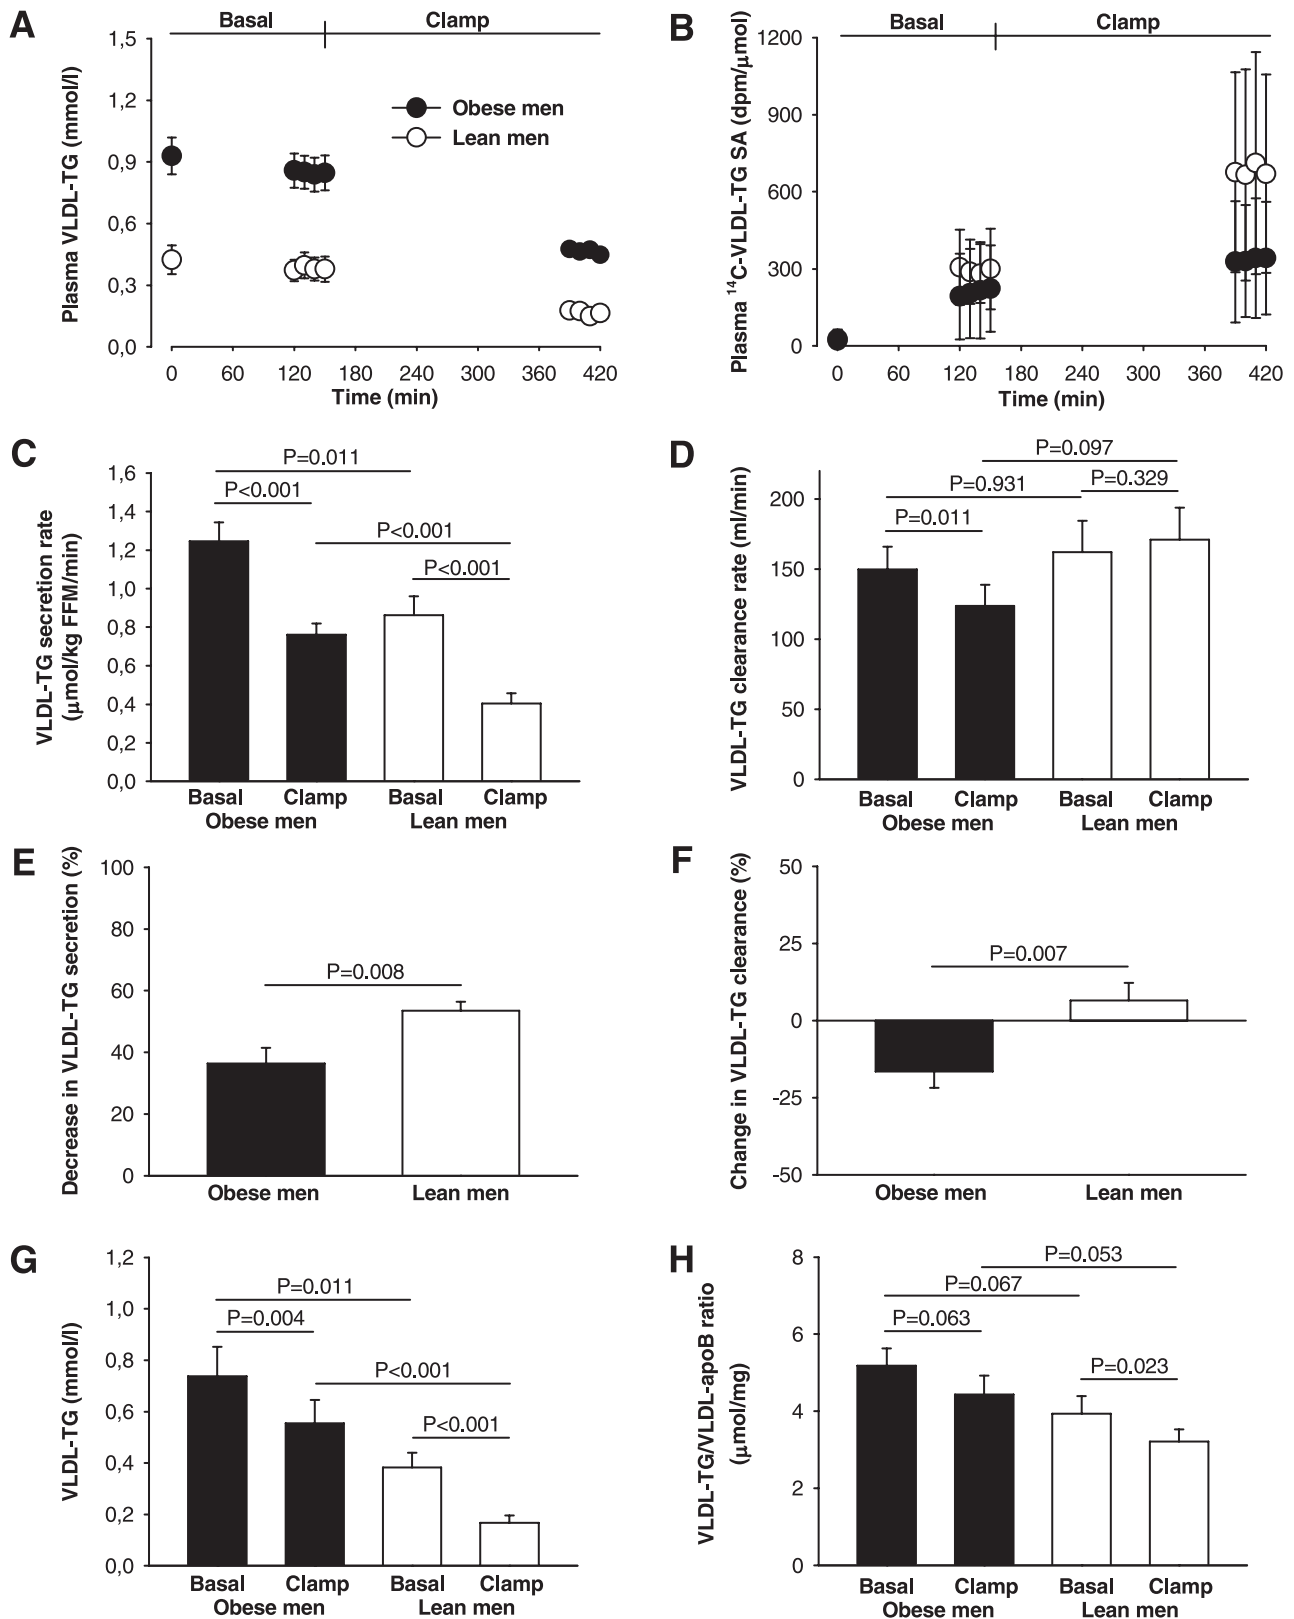 A
Basal
Clamp
Plasma VLDL-TG (mmol/l)
1,5
1,2
0,9
0,6
0,3
0,0
Obese men
Lean men
0 60 120 180 240 300 360 420
Time (min)
B
Basal
Clamp
Plasma ¹⁴C-VLDL-TG SA (dpm/μmol)
1200
900
600
300
0
0 60 120 180 240 300 360 420
Time (min)
C
VLDL-TG secretion rate
(μmol/kg FFM/min)
1,6
1,4
1,2
1,0
0,8
0,6
0,4
0,2
0,0
P=0.011
P<0.001
P<0.001
P<0.001
Basal Clamp Basal Clamp
Obese men Lean men
D
VLDL-TG clearance rate (ml/min)
200
150
100
50
0
P=0.097
P=0.931
P=0.329
P=0.011
Basal Clamp Basal Clamp
Obese men Lean men
E
Decrease in VLDL-TG secretion (%)
100
80
60
40
20
0
P=0.008
Obese men Lean men
F
Change in VLDL-TG clearance (%)
50
25
0
-25
-50
P=0.007
Obese men Lean men
G
VLDL-TG (mmol/l)
1,2
1,0
0,8
0,6
0,4
0,2
0,0
P=0.011
P=0.004
P<0.001
P<0.001
Basal Clamp Basal Clamp
Obese men Lean men
H
VLDL-TG/VLDL-apoB ratio
(μmol/mg)
8
6
4
2
0
P=0.053
P=0.067
P=0.063
P=0.023
Basal Clamp Basal Clamp
Obese men Lean men